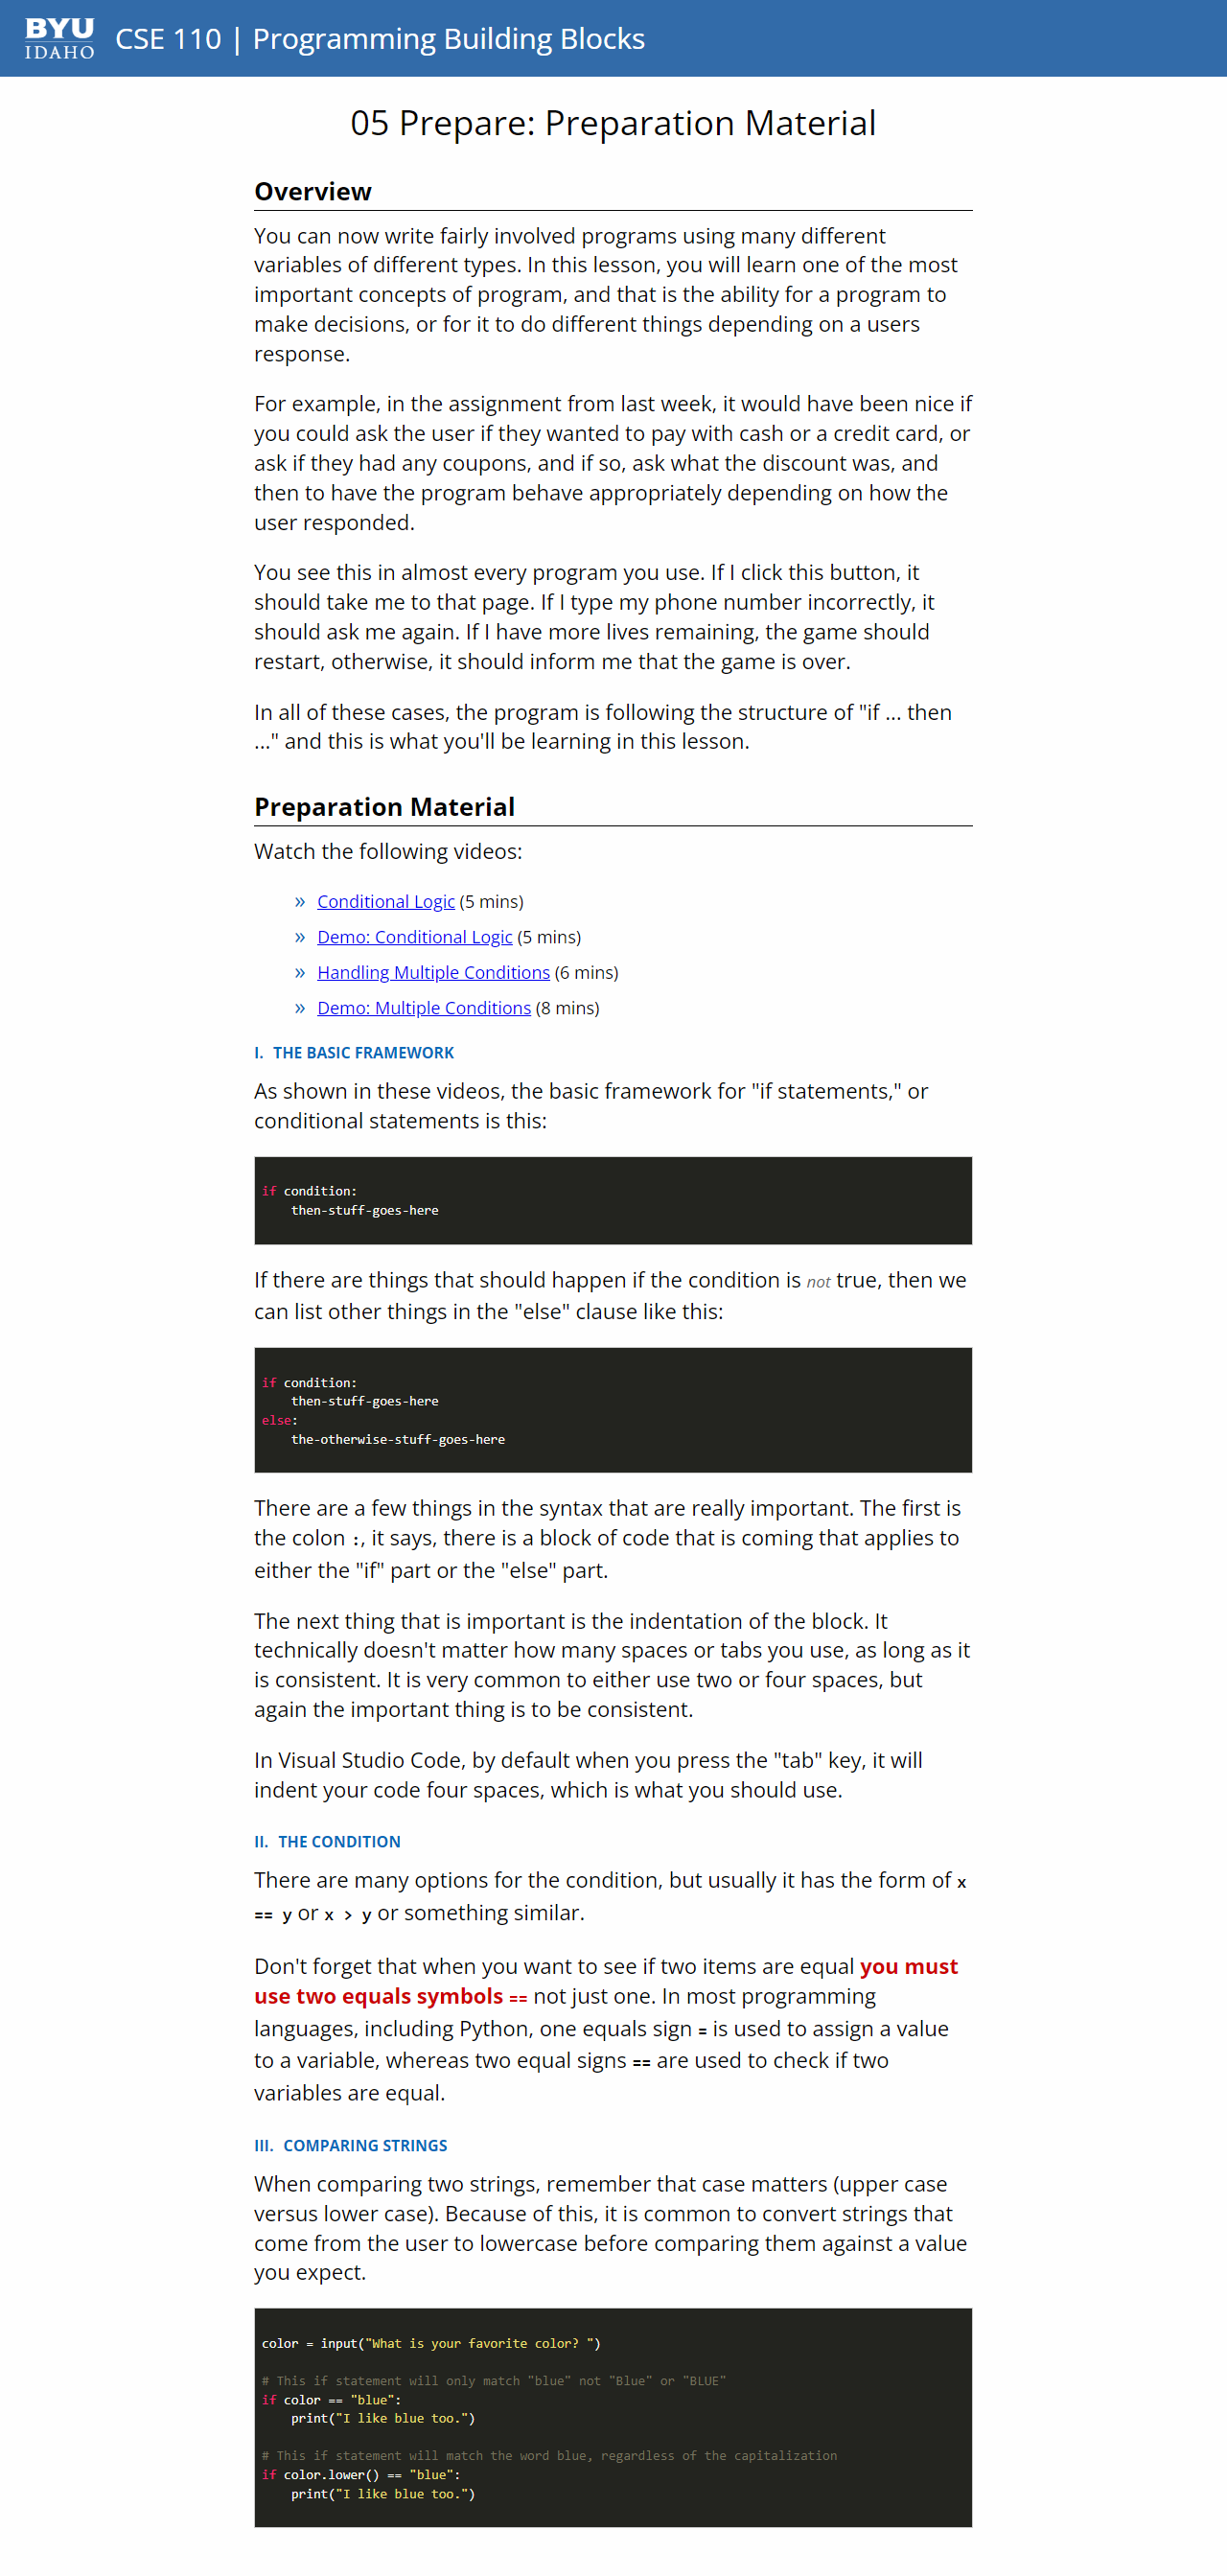 BYU
IDAHO
CSE 110 | Programming Building Blocks
05 Prepare: Preparation Material
Overview
You can now write fairly involved programs using many different
variables of different types. In this lesson, you will learn one of the most
important concepts of program, and that is the ability for a program to
make decisions, or for it to do different things depending on a users
response.
For example, in the assignment from last week, it would have been nice if
you could ask the user if they wanted to pay with cash or a credit card, or
ask if they had any coupons, and if so, ask what the discount was, and
then to have the program behave appropriately depending on how the
user responded.
You see this in almost every program you use. If I click this button, it
should take me to that page. If I type my phone number incorrectly, it
should ask me again. If I have more lives remaining, the game should
restart, otherwise, it should inform me that the game is over.
In all of these cases, the program is following the structure of "if ... then
..." and this is what you'll be learning in this lesson.
Preparation Material
Watch the following videos:
» Conditional Logic (5 mins)
» Demo: Conditional Logic (5 mins)
» Handling Multiple Conditions (6 mins)
» Demo: Multiple Conditions (8 mins)
I. THE BASIC FRAMEWORK
As shown in these videos, the basic framework for "if statements," or
conditional statements is this:
if condition:
    then-stuff-goes-here
If there are things that should happen if the condition is not true, then we
can list other things in the "else" clause like this:
if condition:
    then-stuff-goes-here
else:
    the-otherwise-stuff-goes-here
There are a few things in the syntax that are really important. The first is
the colon :, it says, there is a block of code that is coming that applies to
either the "if" part or the "else" part.
The next thing that is important is the indentation of the block. It
technically doesn't matter how many spaces or tabs you use, as long as it
is consistent. It is very common to either use two or four spaces, but
again the important thing is to be consistent.
In Visual Studio Code, by default when you press the "tab" key, it will
indent your code four spaces, which is what you should use.
II. THE CONDITION
There are many options for the condition, but usually it has the form of x
== y or x > y or something similar.
Don't forget that when you want to see if two items are equal you must
use two equals symbols == not just one. In most programming
languages, including Python, one equals sign = is used to assign a value
to a variable, whereas two equal signs == are used to check if two
variables are equal.
III. COMPARING STRINGS
When comparing two strings, remember that case matters (upper case
versus lower case). Because of this, it is common to convert strings that
come from the user to lowercase before comparing them against a value
you expect.
color = input("What is your favorite color? ")
# This if statement will only match "blue" not "Blue" or "BLUE"
if color == "blue":
    print("I like blue too.")
# This if statement will match the word blue, regardless of the capitalization
if color.lower() == "blue":
    print("I like blue too.")